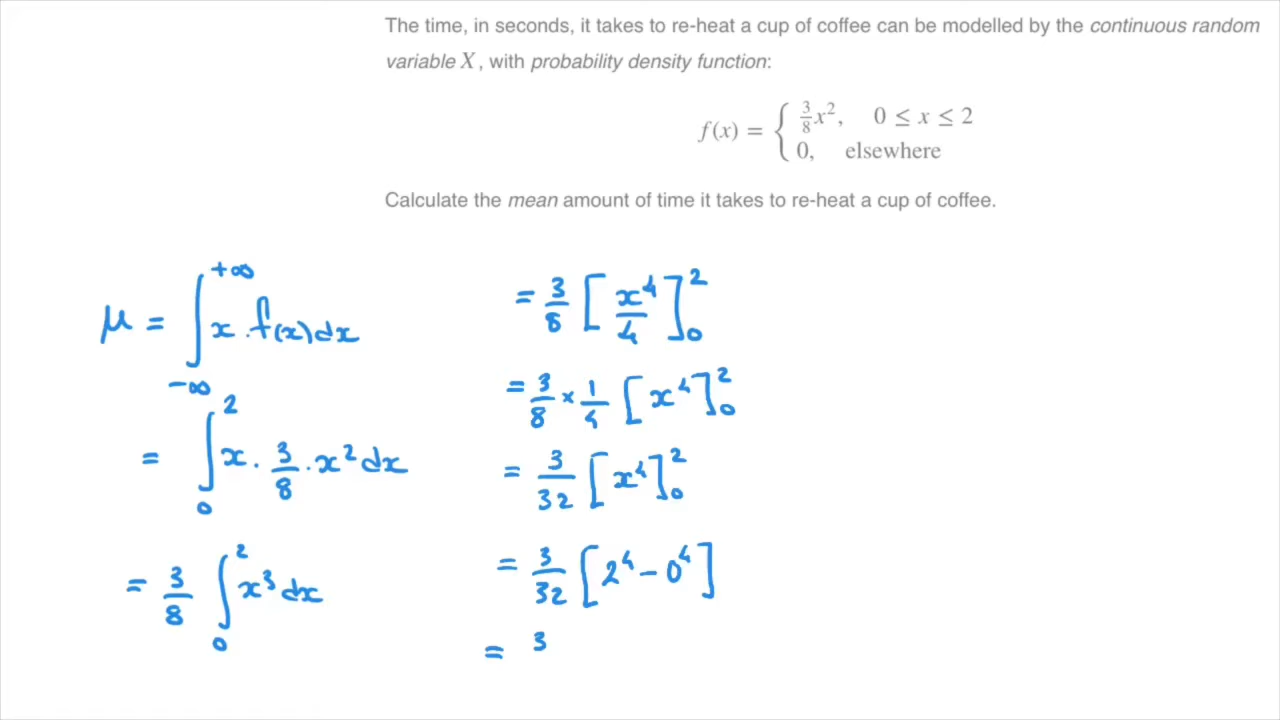 The time, in seconds, it takes to re-heat a cup of coffee can be modelled by the continuous random
variable X, with probability density function:
f(x) = { 3/8 x², 0 ≤ x ≤ 2
0, elsewhere
Calculate the mean amount of time it takes to re-heat a cup of coffee.
μ = ∫_{-∞}^{+∞} x · f(x) dx
= ∫_0^2 x · 3/8 · x² dx
= 3/8 ∫_0^2 x³ dx
= 3/8 [x⁴/4]_0^2
= 3/8 × 1/4 [x⁴]_0^2
= 3/32 [x⁴]_0^2
= 3/32 [2⁴ − 0⁴]
= 3